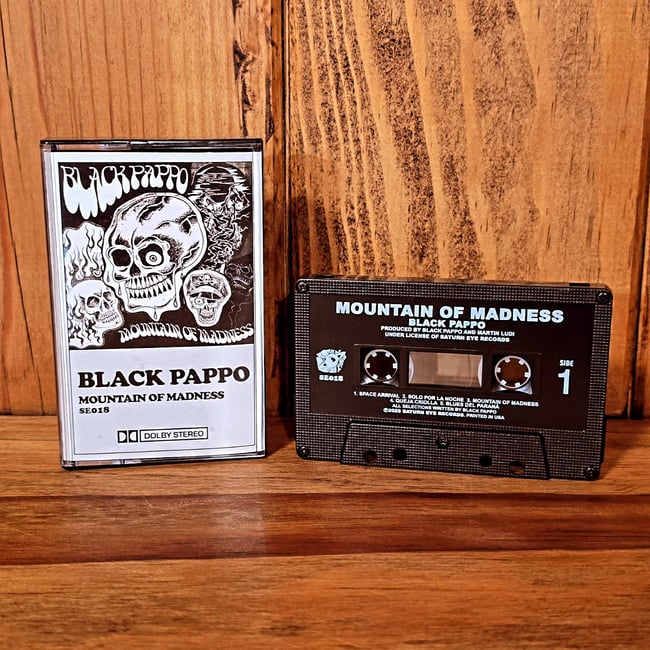 BLACK PAPPO
MOUNTAIN OF MADNESS
BLACK PAPPO
MOUNTAIN OF MADNESS
SE018
DOLBY STEREO
MOUNTAIN OF MADNESS
BLACK PAPPO
PRODUCED BY BLACK PAPPO AND MARTIN LUDI
UNDER LICENSE OF SATURN EYE RECORDS
SE018
SIDE
1
1. SPACE ARRIVAL 2. SOLO POR LA NOCHE 3. MOUNTAIN OF MADNESS
4. QUEJA CRIOLLA 5. BLUES DEL PARANÁ
ALL SELECTIONS WRITTEN BY BLACK PAPPO
©2025 SATURN EYE RECORDS. PRINTED IN USA